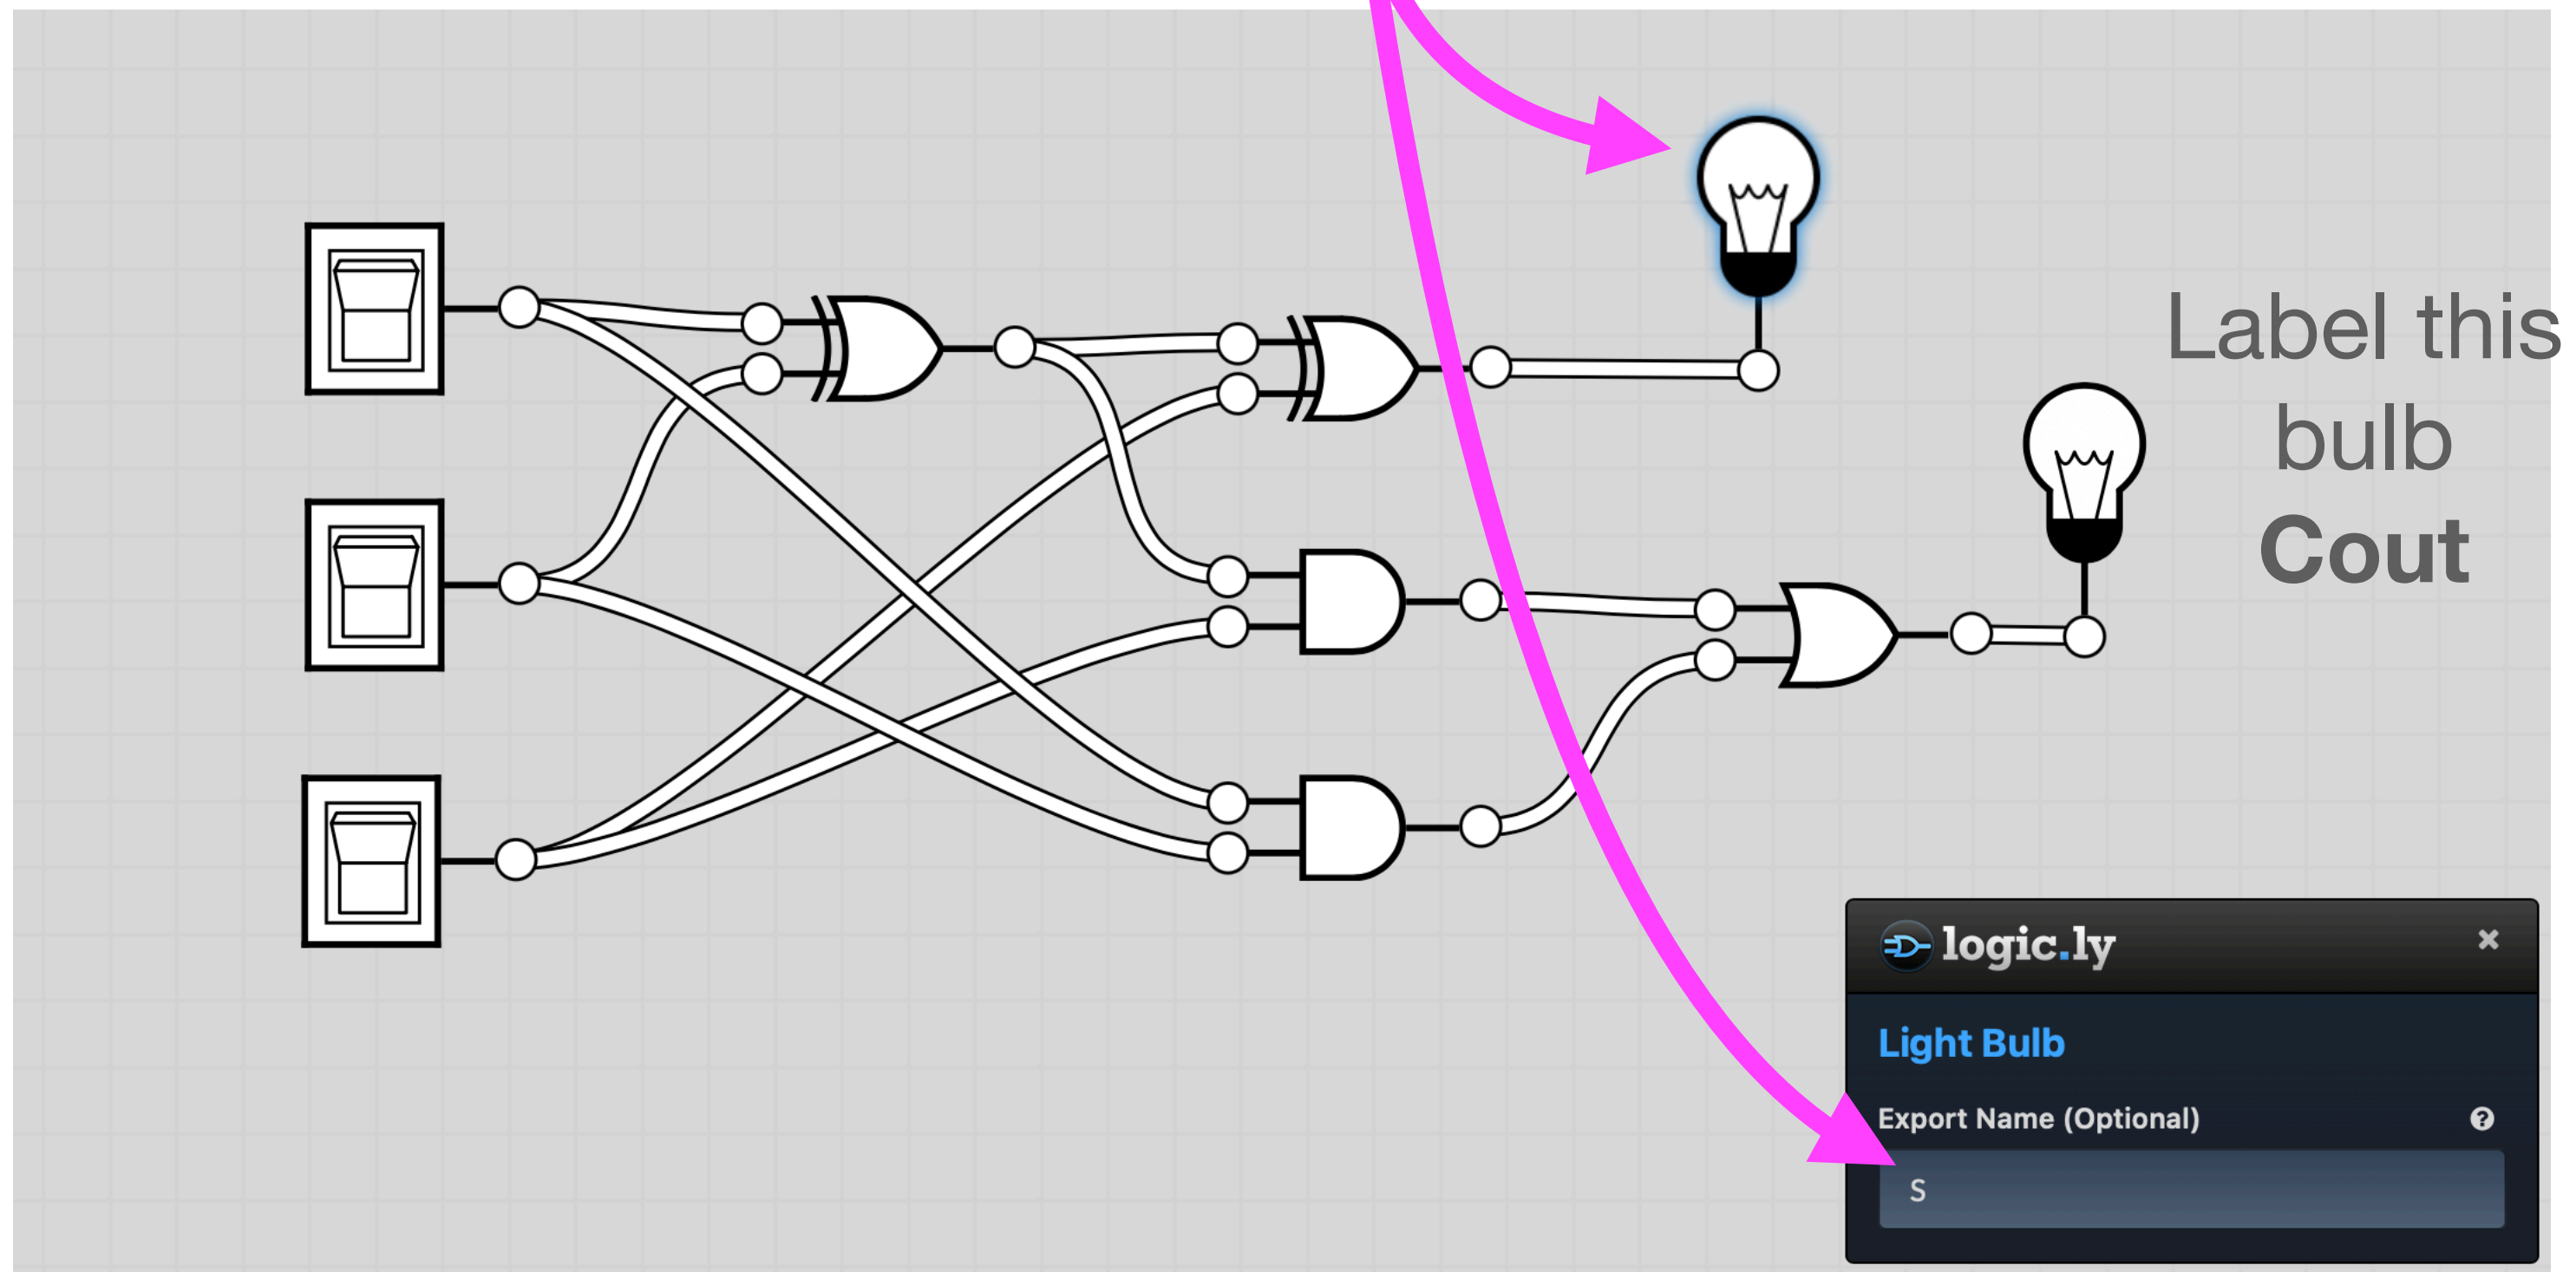 Label this
bulb
Cout
logic.ly
Light Bulb
Export Name (Optional)
S